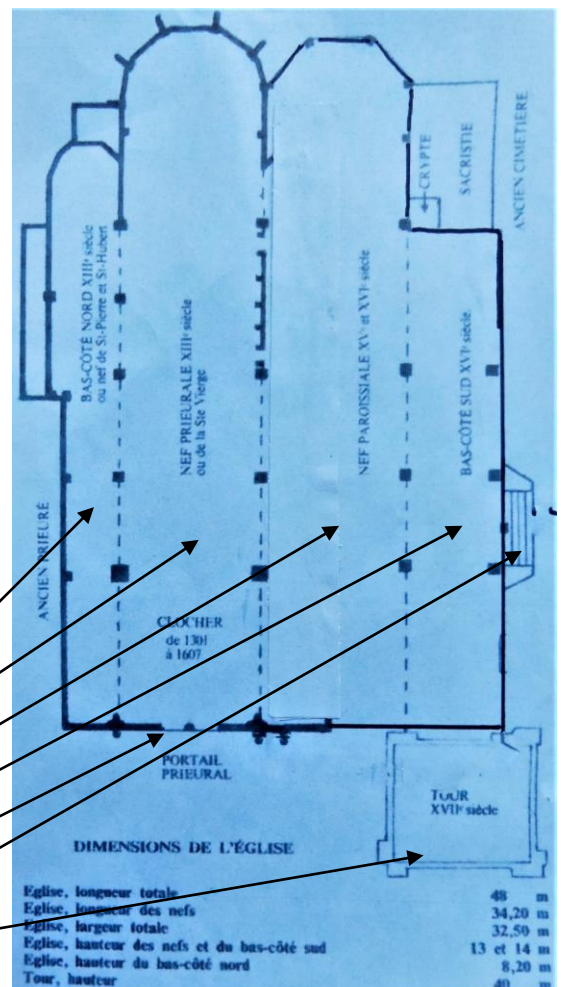 BAS-CÔTÉ NORD XIIIᵉ siècle
ou nef de St-Pierre et St-Hubert
NEF PRIEURALE XIIIᵉ siècle
ou de la Ste Vierge
NEF PAROISSIALE XVᵉ et XVIᵉ siècle
BAS-CÔTÉ SUD XVIᵉ siècle
CRYPTE
SACRISTIE
ANCIEN CIMETIÈRE
ANCIEN PRIEURÉ
CLOCHER
de 1301
à 1607
PORTAIL
PRIEURAL
TOUR
XVIIᵉ siècle
DIMENSIONS DE L'ÉGLISE
Eglise, longueur totale 48 m
Eglise, longueur des nefs 34,20 m
Eglise, largeur totale 32,50 m
Eglise, hauteur des nefs et du bas-côté sud 13 et 14 m
Eglise, hauteur du bas-côté nord 8,20 m
Tour, hauteur 40 m